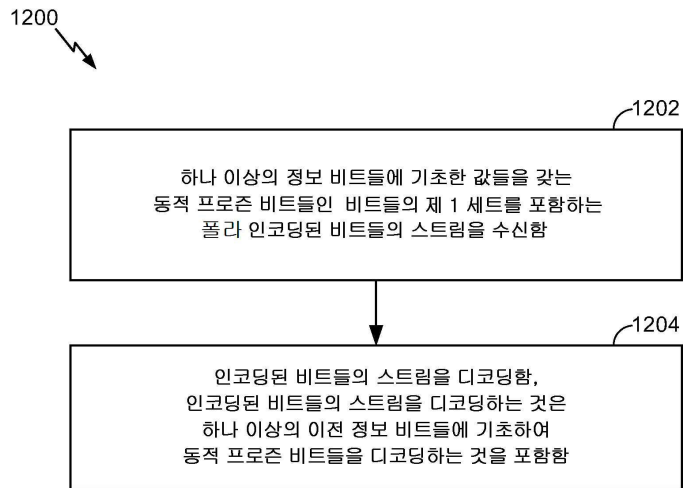 1200
1202
하나 이상의 정보 비트들에 기초한 값들을 갖는
동적 프로즌 비트들인 비트들의 제 1 세트를 포함하는
폴라 인코딩된 비트들의 스트림을 수신함
1204
인코딩된 비트들의 스트림을 디코딩함,
인코딩된 비트들의 스트림을 디코딩하는 것은
하나 이상의 이전 정보 비트들에 기초하여
동적 프로즌 비트들을 디코딩하는 것을 포함함